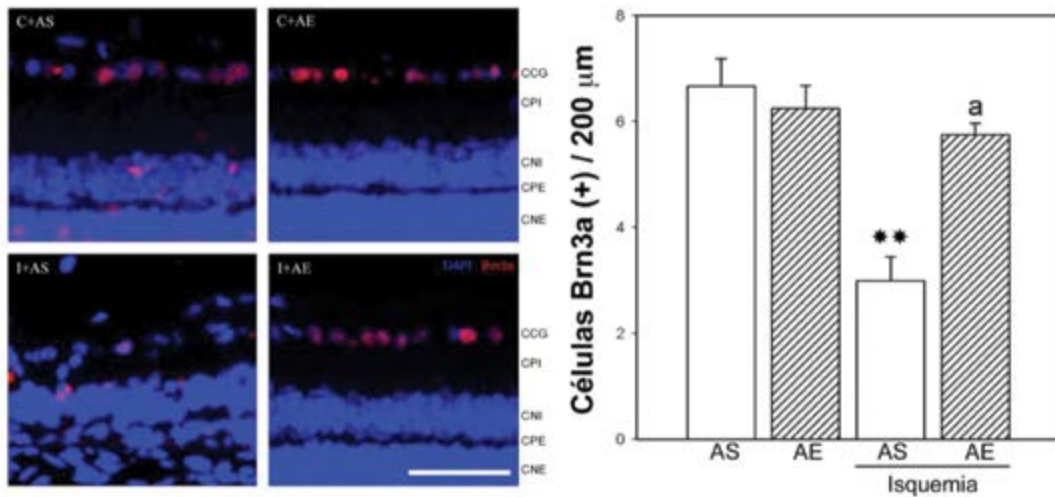 C+AS
C+AE
CCG
CPI
CNI
CPE
CNE
I+AS
I+AE
DAPI Brn3a
CCG
CPI
CNI
CPE
CNE
Células Brn3a (+) / 200 µm
8
6
4
2
0
**
a
AS
AE
AS
AE
Isquemia